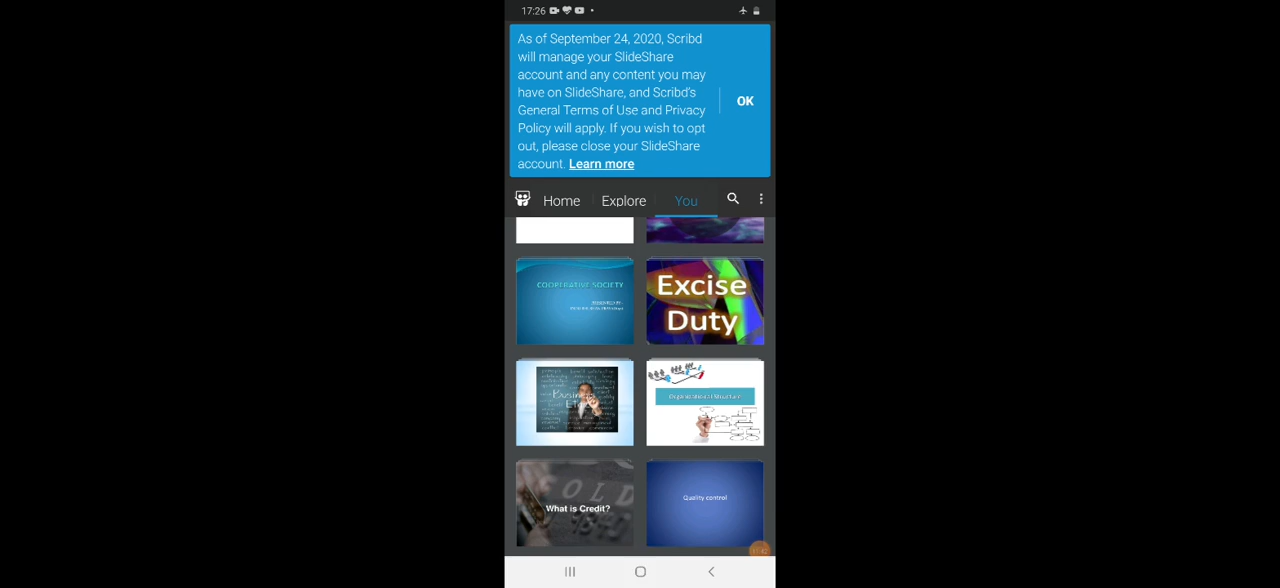 17:26
As of September 24, 2020, Scribd
will manage your SlideShare
account and any content you may
have on SlideShare, and Scribd's
General Terms of Use and Privacy
Policy will apply. If you wish to opt
out, please close your SlideShare
account. Learn more
OK
Home Explore You
COOPERATIVE SOCIETY
Excise
Duty
Business
Organizational Structure
What is Credit?
Quality control